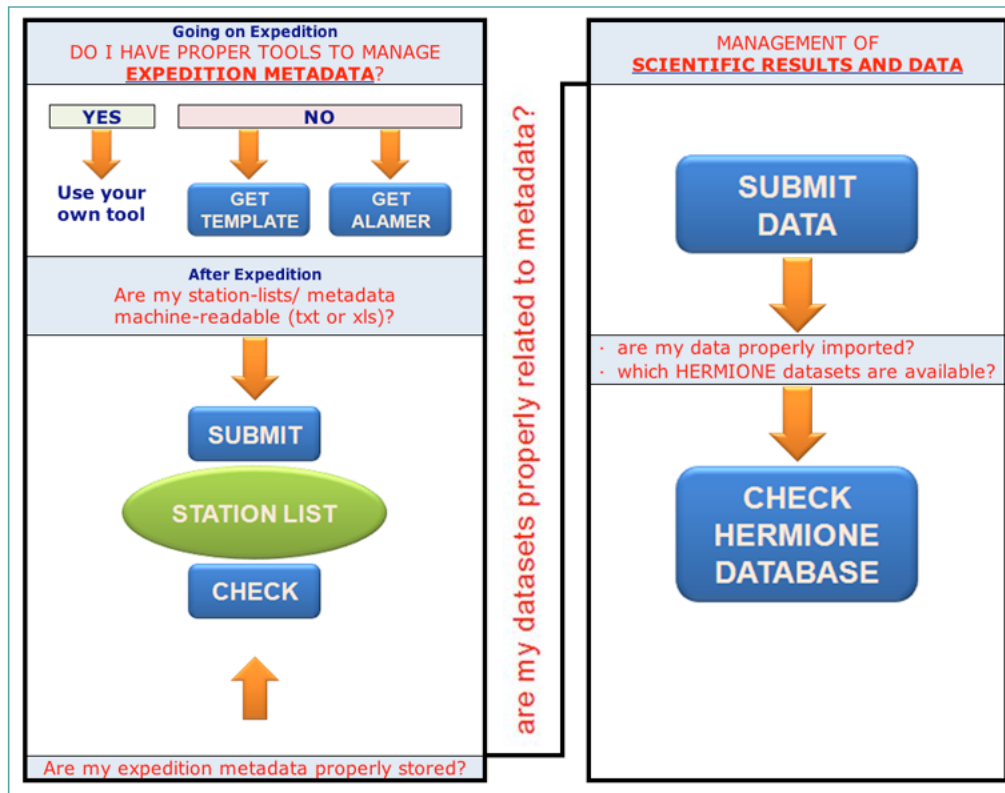 Going on Expedition
DO I HAVE PROPER TOOLS TO MANAGE
EXPEDITION METADATA?
YES
NO
Use your
own tool
GET
TEMPLATE
GET
ALAMER
After Expedition
Are my station-lists/ metadata
machine-readable (txt or xls)?
SUBMIT
STATION LIST
CHECK
Are my expedition metadata properly stored?
are my datasets properly related to metadata?
MANAGEMENT OF
SCIENTIFIC RESULTS AND DATA
SUBMIT
DATA
· are my data properly imported?
· which HERMIONE datasets are available?
CHECK
HERMIONE
DATABASE